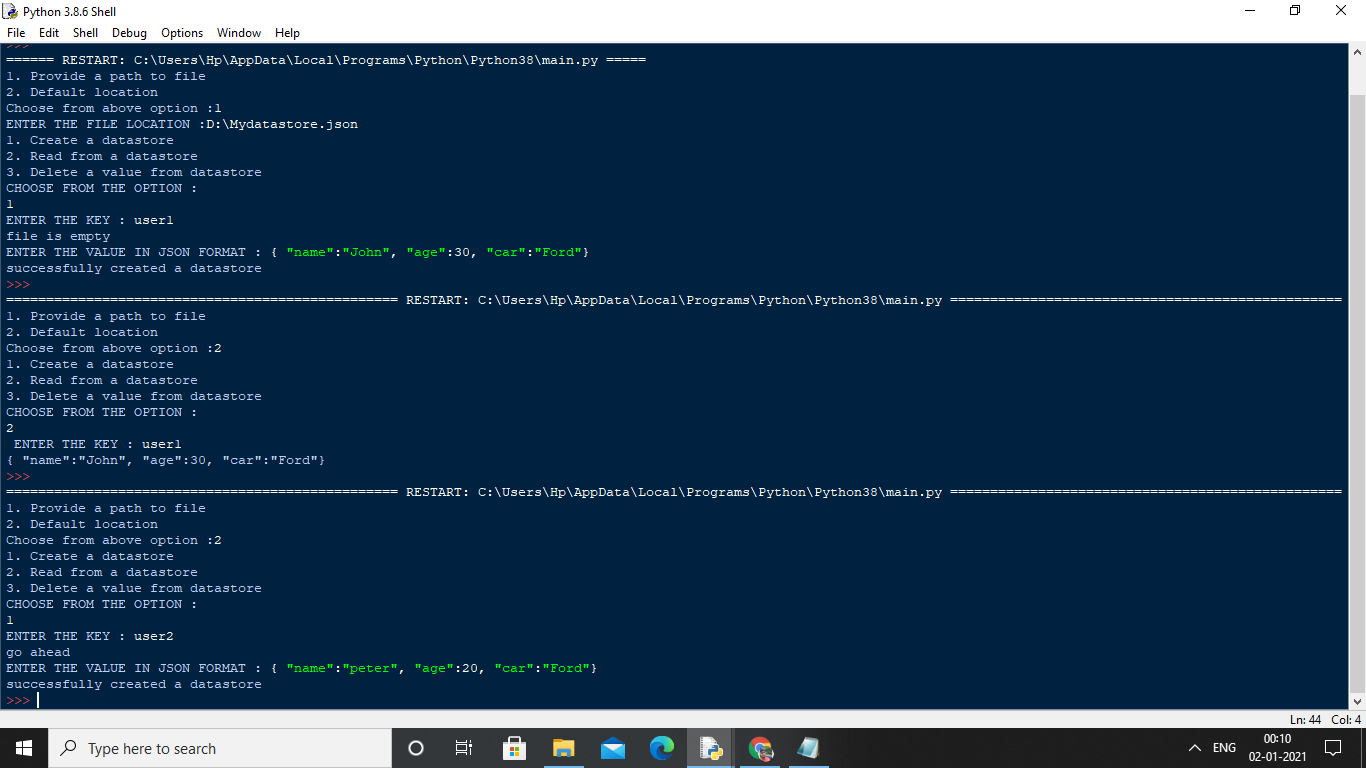 Python 3.8.6 Shell
File Edit Shell Debug Options Window Help
>>>
====== RESTART: C:\Users\Hp\AppData\Local\Programs\Python\Python38\main.py =====
1. Provide a path to file
2. Default location
Choose from above option :1
ENTER THE FILE LOCATION :D:\Mydatastore.json
1. Create a datastore
2. Read from a datastore
3. Delete a value from datastore
CHOOSE FROM THE OPTION :
1
ENTER THE KEY : user1
file is empty
ENTER THE VALUE IN JSON FORMAT : { "name":"John", "age":30, "car":"Ford"}
successfully created a datastore
>>>
================================================= RESTART: C:\Users\Hp\AppData\Local\Programs\Python\Python38\main.py =================================================
1. Provide a path to file
2. Default location
Choose from above option :2
1. Create a datastore
2. Read from a datastore
3. Delete a value from datastore
CHOOSE FROM THE OPTION :
2
 ENTER THE KEY : user1
{ "name":"John", "age":30, "car":"Ford"}
>>>
================================================= RESTART: C:\Users\Hp\AppData\Local\Programs\Python\Python38\main.py =================================================
1. Provide a path to file
2. Default location
Choose from above option :2
1. Create a datastore
2. Read from a datastore
3. Delete a value from datastore
CHOOSE FROM THE OPTION :
1
ENTER THE KEY : user2
go ahead
ENTER THE VALUE IN JSON FORMAT : { "name":"peter", "age":20, "car":"Ford"}
successfully created a datastore
>>>
Ln: 44 Col: 4
Type here to search
ENG
00:10
02-01-2021